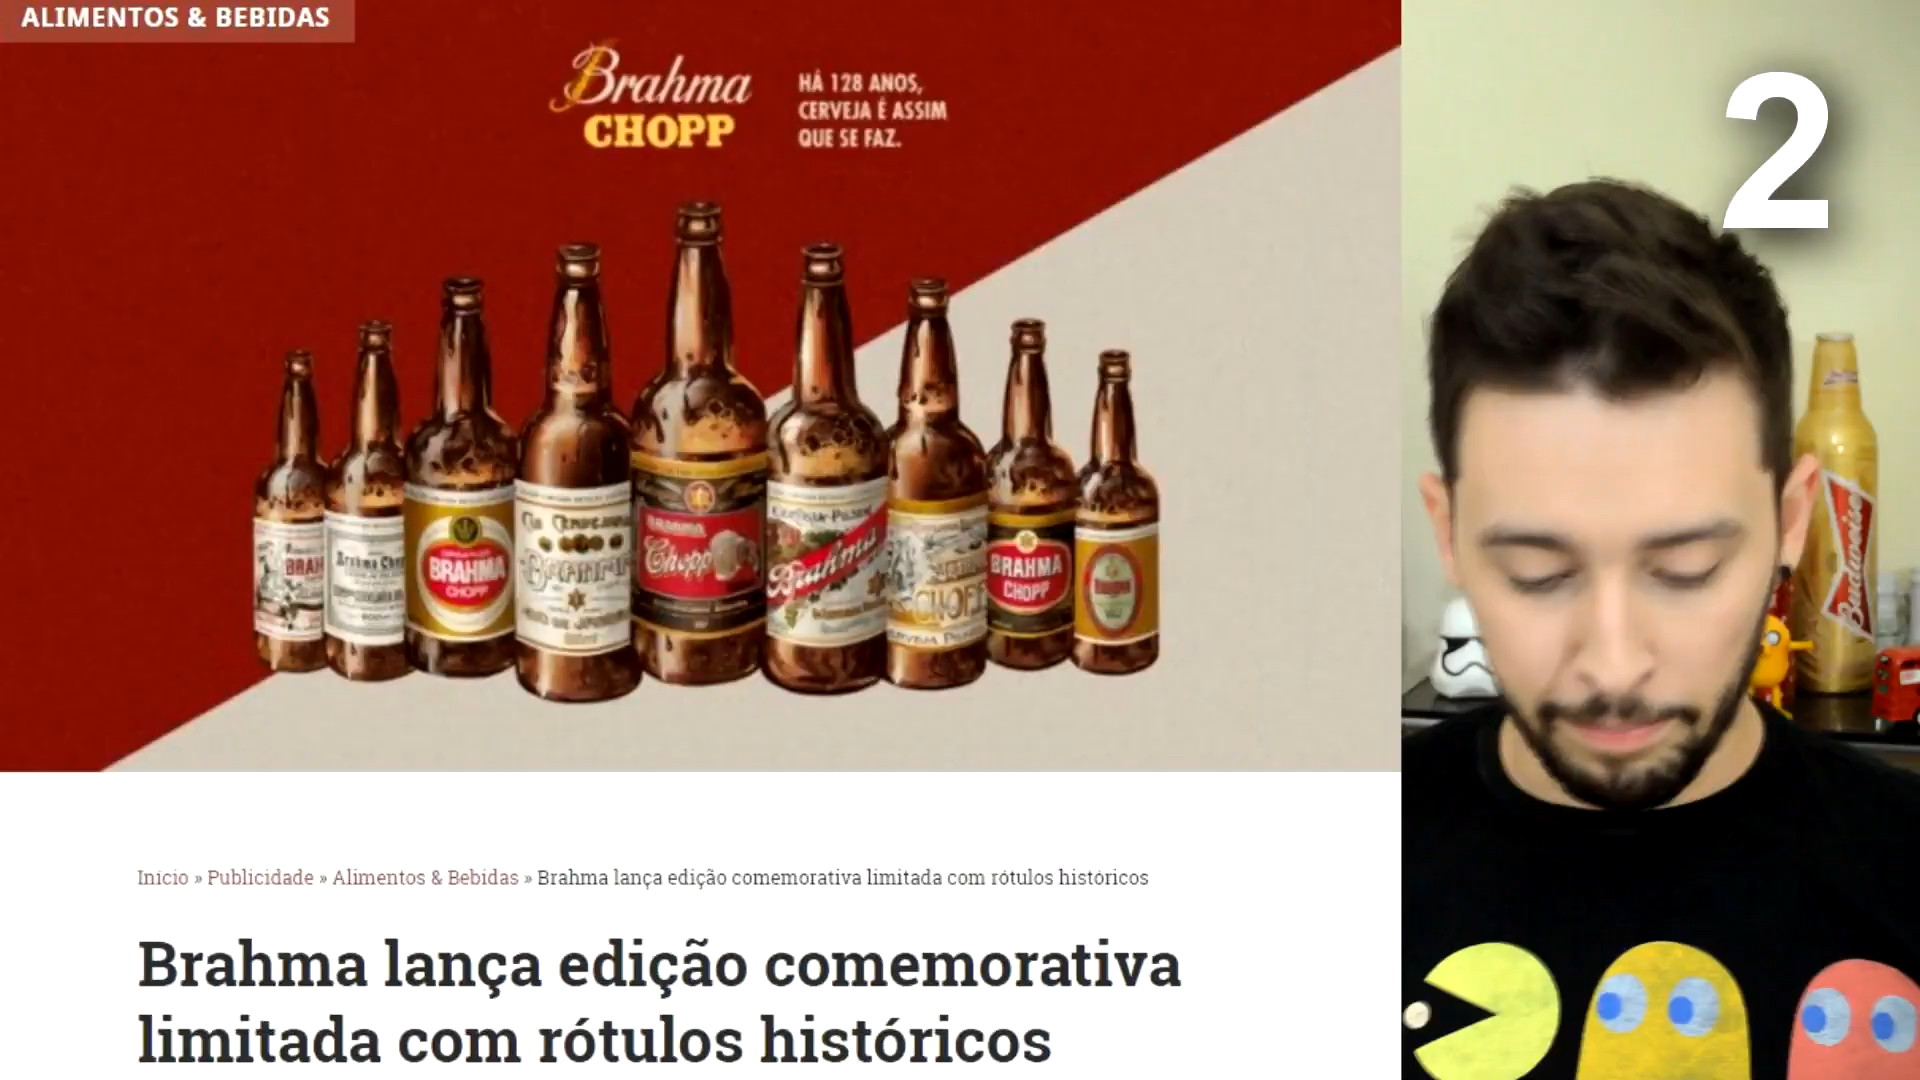 ALIMENTOS & BEBIDAS
Brahma
CHOPP
HÁ 128 ANOS,
CERVEJA É ASSIM
QUE SE FAZ.
2
BRAHMA
CHOPP
BRAHMA
Chopp
Brahma
CHOPP
BRAHMA
CHOPP
Budweiser
Início » Publicidade » Alimentos & Bebidas » Brahma lança edição comemorativa limitada com rótulos históricos
Brahma lança edição comemorativa
limitada com rótulos históricos